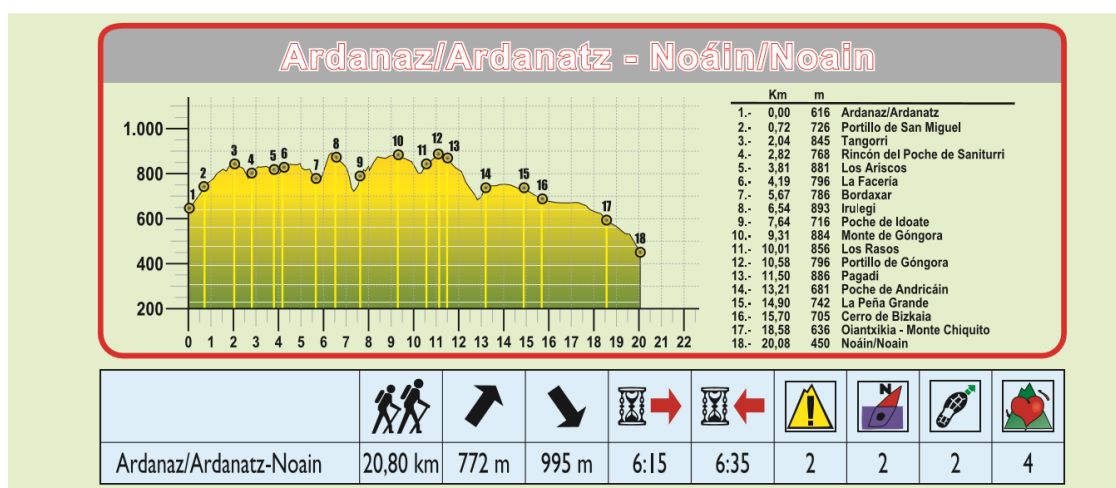 Ardanaz/Ardanatz - Noáin/Noain
Km m
1.- 0,00 616 Ardanaz/Ardanatz
2.- 0,72 726 Portillo de San Miguel
3.- 2,04 845 Tangorri
4.- 2,82 768 Rincón del Poche de Saniturri
5.- 3,81 881 Los Ariscos
6.- 4,19 796 La Facería
7.- 5,67 786 Bordaxar
8.- 6,54 893 Irulegi
9.- 7,64 716 Poche de Idoate
10.- 9,31 884 Monte de Góngora
11.- 10,01 856 Los Rasos
12.- 10,58 796 Portillo de Góngora
13.- 11,50 886 Pagadi
14.- 13,21 681 Poche de Andricáin
15.- 14,90 742 La Peña Grande
16.- 15,70 705 Cerro de Bizkaia
17.- 18,58 636 Oiantxikia - Monte Chiquito
18.- 20,08 450 Noáin/Noain
1.000
800
600
400
200
1 2 3 4 5 6 7 8 9 10 11 12 13 14 15 16 17 18
0 1 2 3 4 5 6 7 8 9 10 11 12 13 14 15 16 17 18 19 20 21 22
N
Ardanaz/Ardanatz-Noain 20,80 km 772 m 995 m 6:15 6:35 2 2 2 4